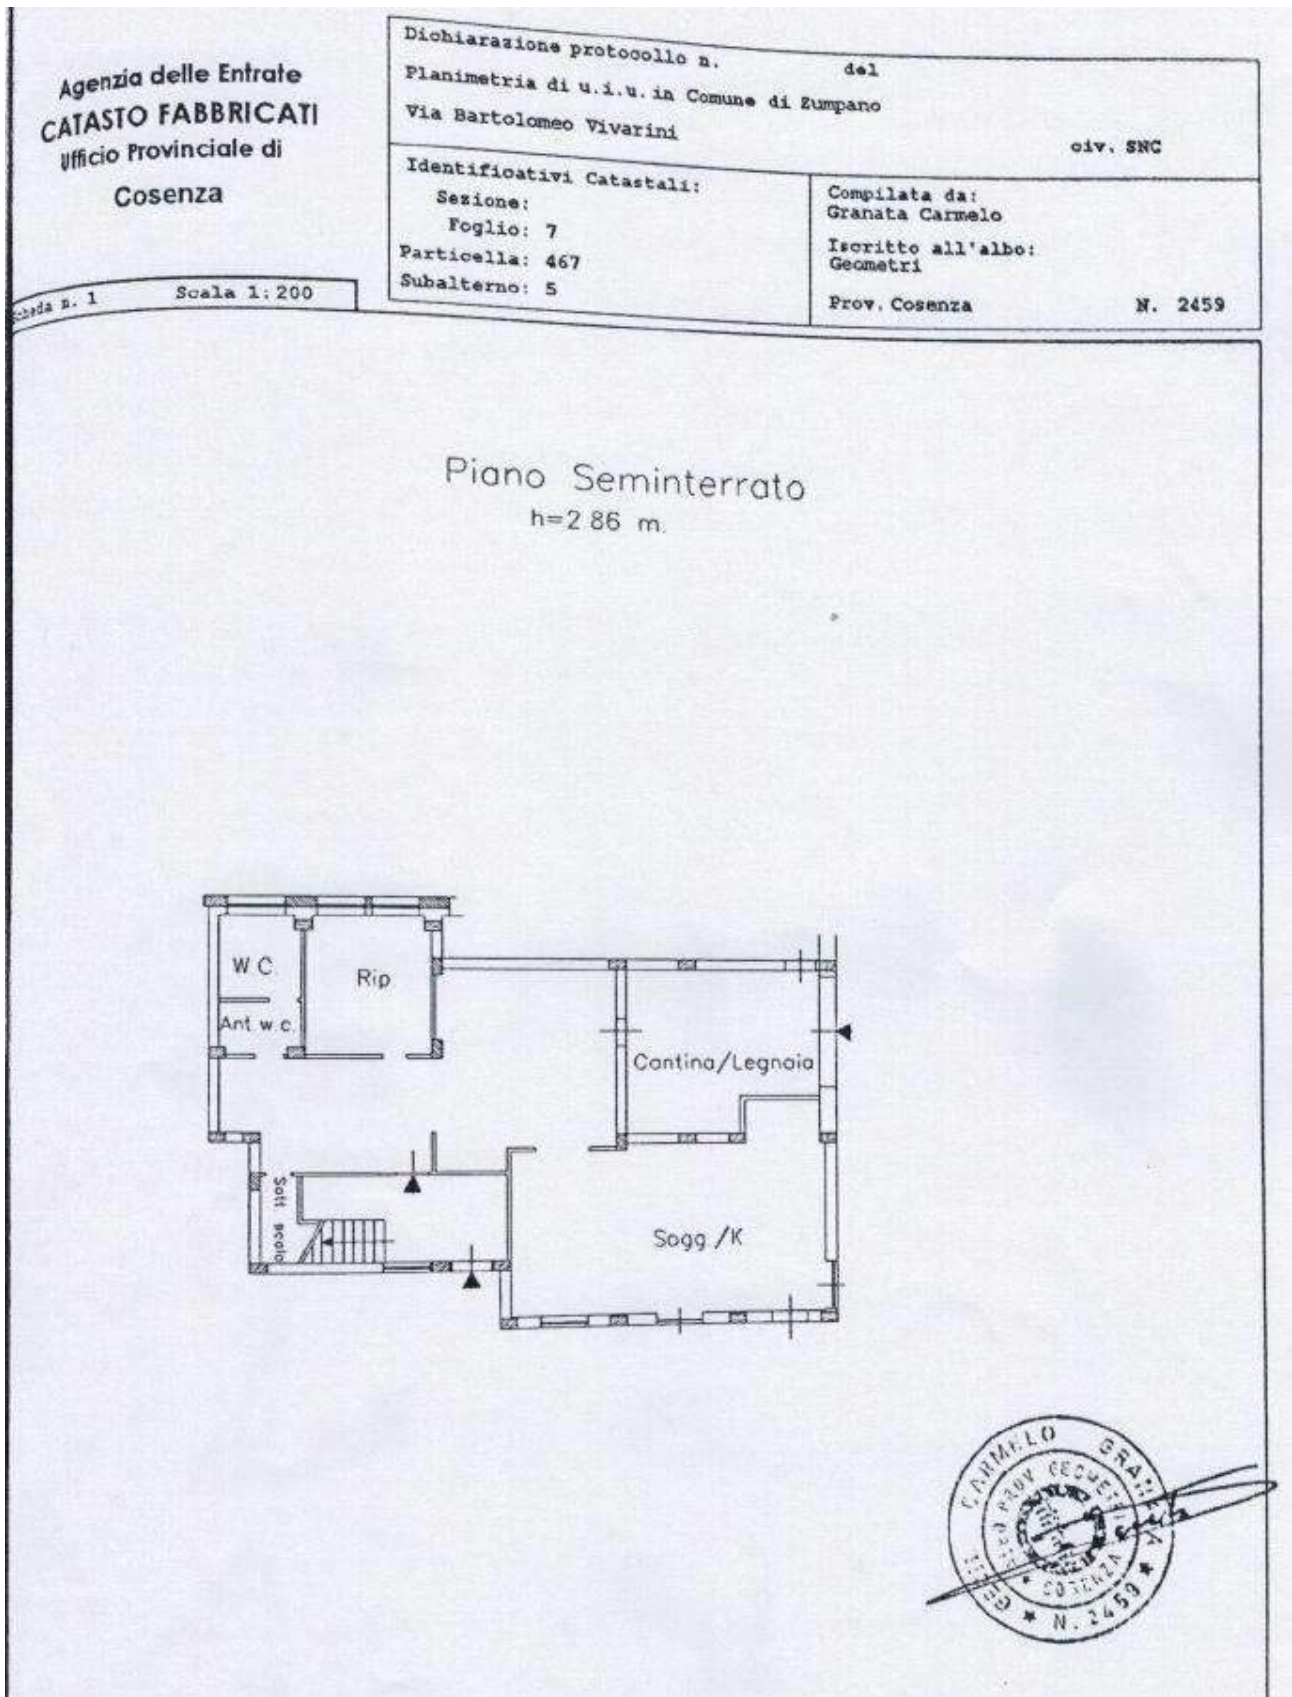 Agenzia delle Entrate
CATASTO FABBRICATI
Ufficio Provinciale di
Cosenza
Dichiarazione protocollo n. del
Planimetria di u.i.u. in Comune di Zumpano
Via Bartolomeo Vivarini
civ. SNC
Identificativi Catastali:
Sezione:
Foglio: 7
Particella: 467
Subalterno: 5
Compilata da:
Granata Carmelo
Iscritto all'albo:
Geometri
Prov. Cosenza N. 2459
Scheda n. 1 Scala 1:200
Piano Seminterrato
h=2 86 m.
W C.
Rip
Ant. w.c.
Cantina/Legnaia
Sott
Sogg./K
CARMELO GRANATA
N. 2459
COSENZA